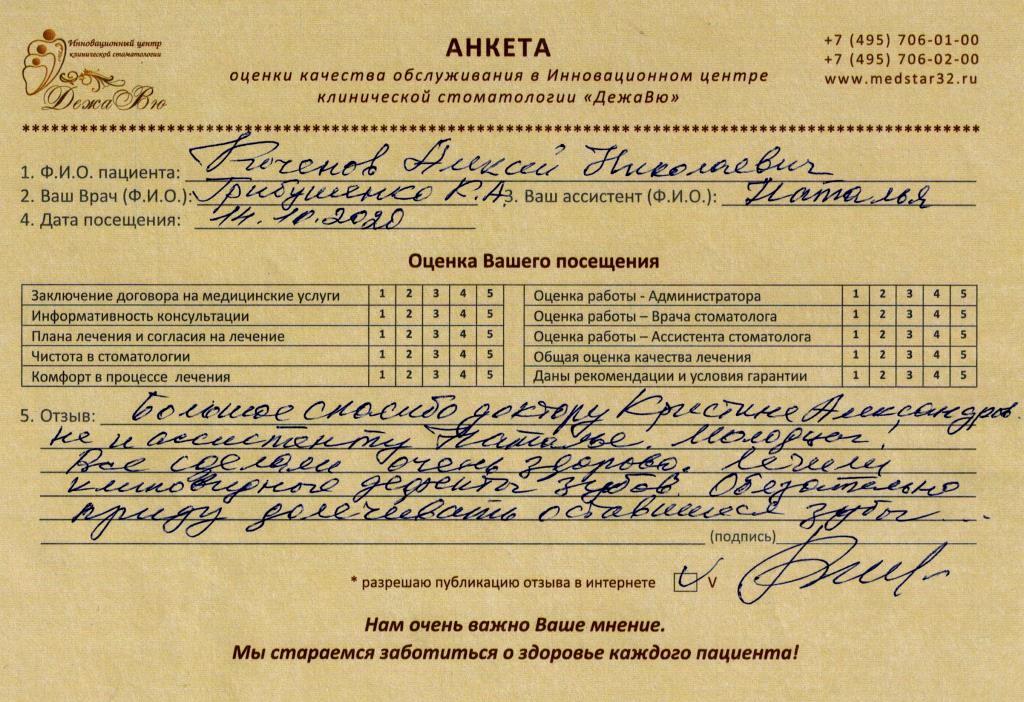 Инновационный центр
клинической стоматологии
ДежаВю
АНКЕТА
оценки качества обслуживания в Инновационном центре
клинической стоматологии «ДежаВю»
+7 (495) 706-01-00
+7 (495) 706-02-00
www.medstar32.ru
1. Ф.И.О. пациента: Коченов Алексей Николаевич
2. Ваш Врач (Ф.И.О.): Грибушенко К.А. 3. Ваш ассистент (Ф.И.О.): Наталья
4. Дата посещения: 14.10.2020
Оценка Вашего посещения
Заключение договора на медицинские услуги 1 2 3 4 5
Информативность консультации 1 2 3 4 5
Плана лечения и согласия на лечение 1 2 3 4 5
Чистота в стоматологии 1 2 3 4 5
Комфорт в процессе лечения 1 2 3 4 5
Оценка работы - Администратора 1 2 3 4 5
Оценка работы – Врача стоматолога 1 2 3 4 5
Оценка работы – Ассистента стоматолога 1 2 3 4 5
Общая оценка качества лечения 1 2 3 4 5
Даны рекомендации и условия гарантии 1 2 3 4 5
5. Отзыв: Большое спасибо доктору Кристине Александров
не и ассистенту Наталье. Молодцы!
Все сделали очень здорово. Лечили
клиновидные дефекты зубов. Обязательно
приду долечивать оставшиеся зубы...
(подпись)
* разрешаю публикацию отзыва в интернете V
Нам очень важно Ваше мнение.
Мы стараемся заботиться о здоровье каждого пациента!